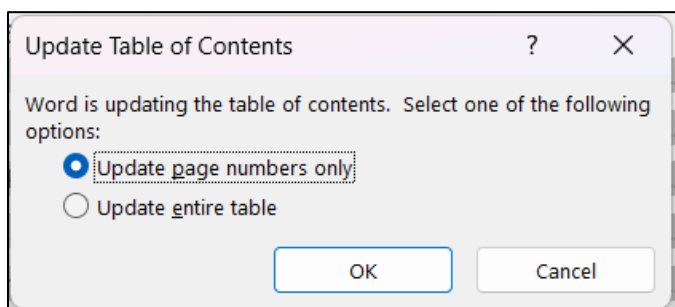 Update Table of Contents ? X
Word is updating the table of contents. Select one of the following
options:
Update page numbers only
Update entire table
OK Cancel